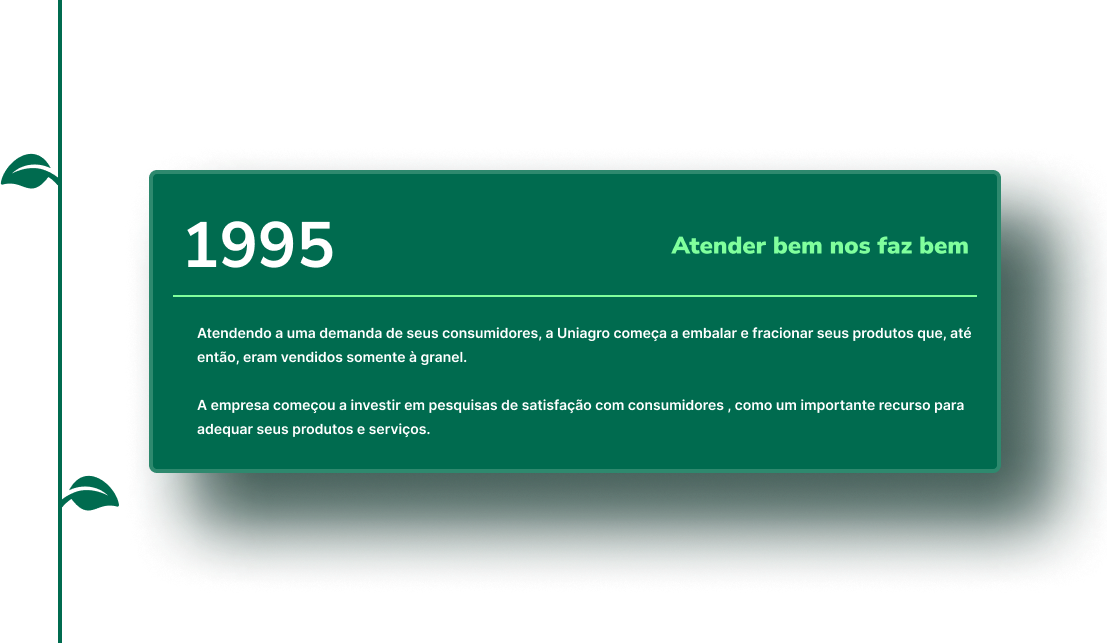 1995
Atender bem nos faz bem
Atendendo a uma demanda de seus consumidores, a Uniagro começa a embalar e fracionar seus produtos que, até
então, eram vendidos somente à granel.
A empresa começou a investir em pesquisas de satisfação com consumidores , como um importante recurso para
adequar seus produtos e serviços.